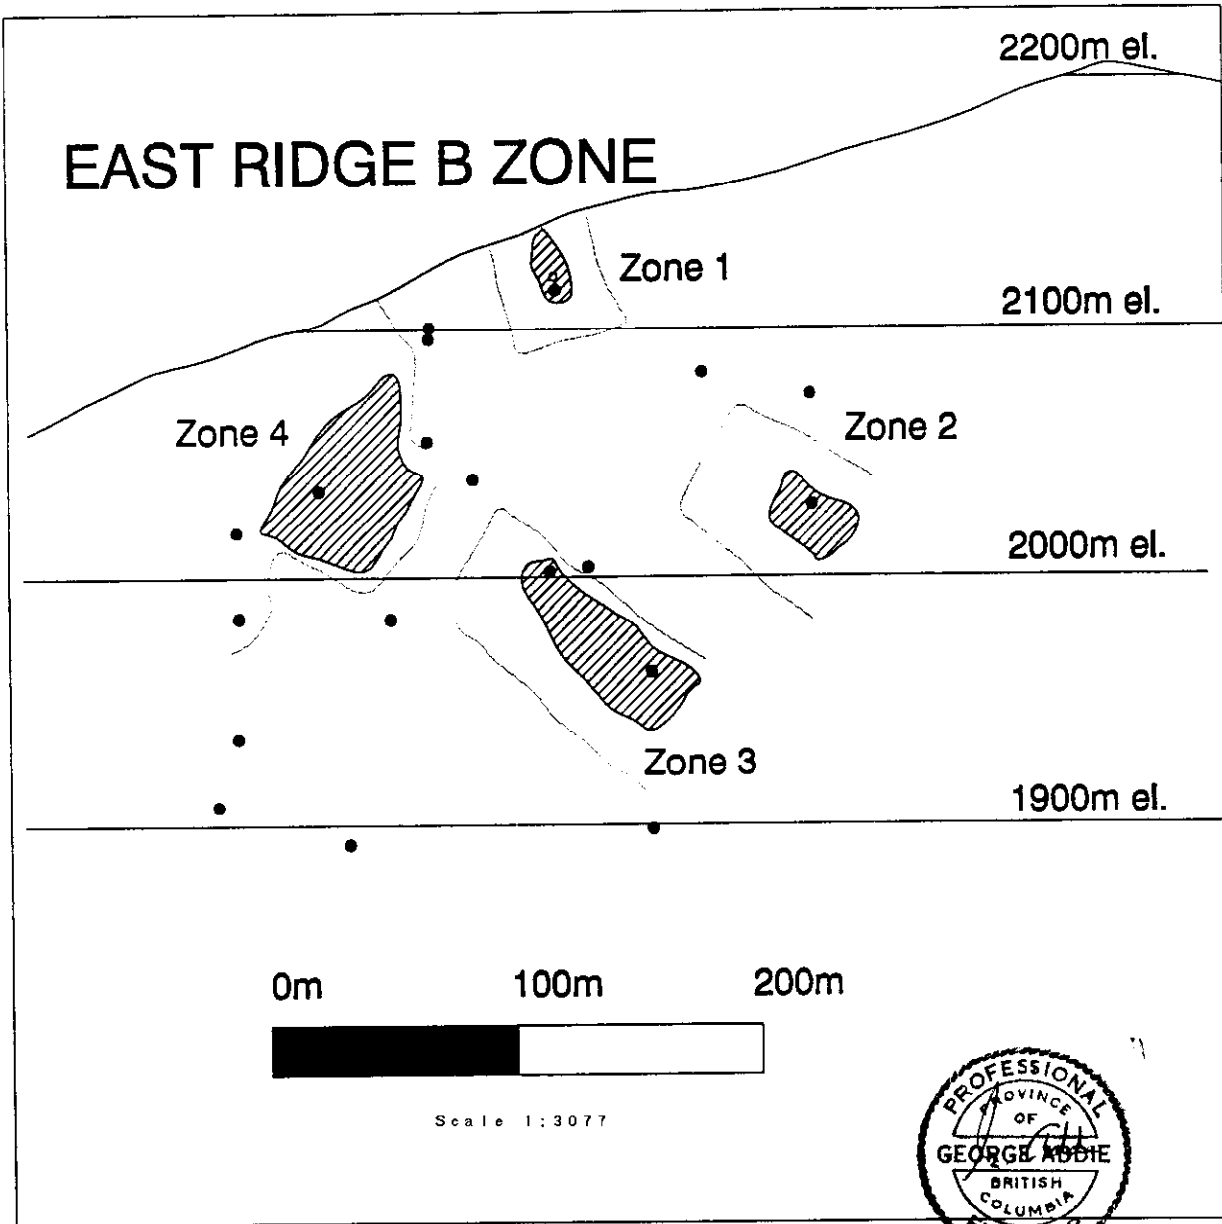 2200m el.
EAST RIDGE B ZONE
Zone 1
2100m el.
Zone 4
Zone 2
2000m el.
Zone 3
1900m el.
0m 100m 200m
Scale 1:3077
PROFESSIONAL
PROVINCE
OF
GEORGE ADDIE
BRITISH
COLUMBIA